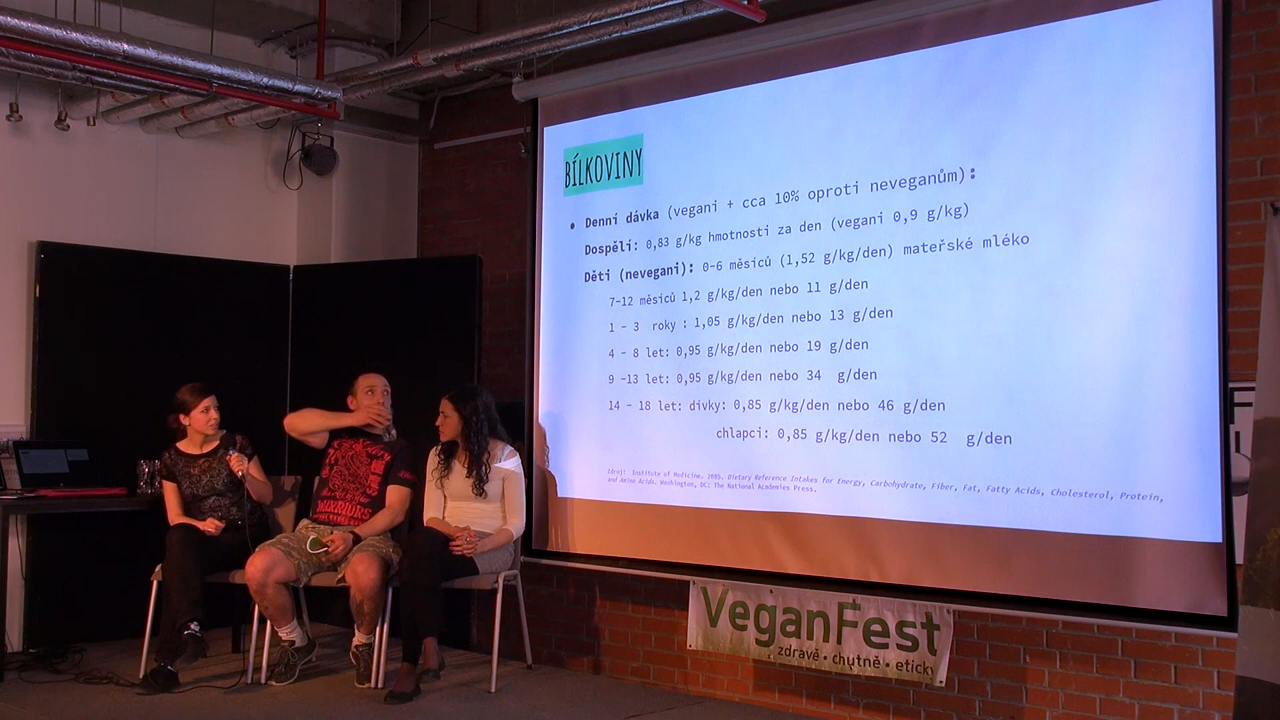 BÍLKOVINY
• Denní dávka (vegani + cca 10% oproti neveganům):
Dospělí: 0,83 g/kg hmotnosti za den (vegani 0,9 g/kg)
Děti (nevegani): 0-6 měsíců (1,52 g/kg/den) mateřské mléko
7-12 měsíců 1,2 g/kg/den nebo 11 g/den
1 - 3 roky : 1,05 g/kg/den nebo 13 g/den
4 - 8 let: 0,95 g/kg/den nebo 19 g/den
9 -13 let: 0,95 g/kg/den nebo 34 g/den
14 - 18 let: dívky: 0,85 g/kg/den nebo 46 g/den
chlapci: 0,85 g/kg/den nebo 52 g/den
Zdroj: Institute of Medicine. 2005. Dietary Reference Intakes for Energy, Carbohydrate, Fiber, Fat, Fatty Acids, Cholesterol, Protein,
and Amino Acids. Washington, DC: The National Academies Press.
WARRIORS
VeganFest
zdravě • chutně • eticky